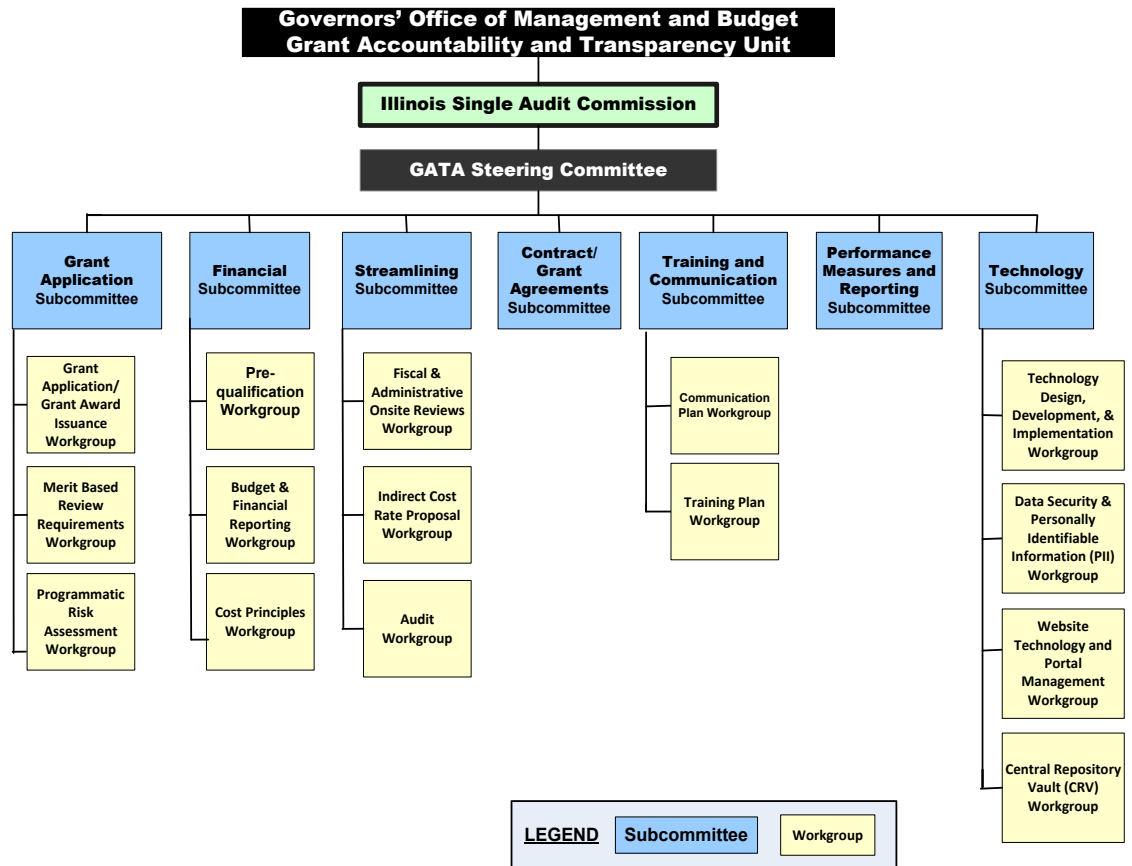 Governors' Office of Management and Budget
Grant Accountability and Transparency Unit
Illinois Single Audit Commission
GATA Steering Committee
Grant
Application
Subcommittee
Financial
Subcommittee
Streamlining
Subcommittee
Contract/
Grant
Agreements
Subcommittee
Training and
Communication
Subcommittee
Performance
Measures and
Reporting
Subcommittee
Technology
Subcommittee
Grant
Application/
Grant Award
Issuance
Workgroup
Merit Based
Review
Requirements
Workgroup
Programmatic
Risk
Assessment
Workgroup
Pre-
qualification
Workgroup
Budget &
Financial
Reporting
Workgroup
Cost Principles
Workgroup
Fiscal &
Administrative
Onsite Reviews
Workgroup
Indirect Cost
Rate Proposal
Workgroup
Audit
Workgroup
Communication
Plan Workgroup
Training Plan
Workgroup
Technology
Design,
Development, &
Implementation
Workgroup
Data Security &
Personally
Identifiable
Information (PII)
Workgroup
Website
Technology and
Portal
Management
Workgroup
Central Repository
Vault (CRV)
Workgroup
LEGEND
Subcommittee
Workgroup